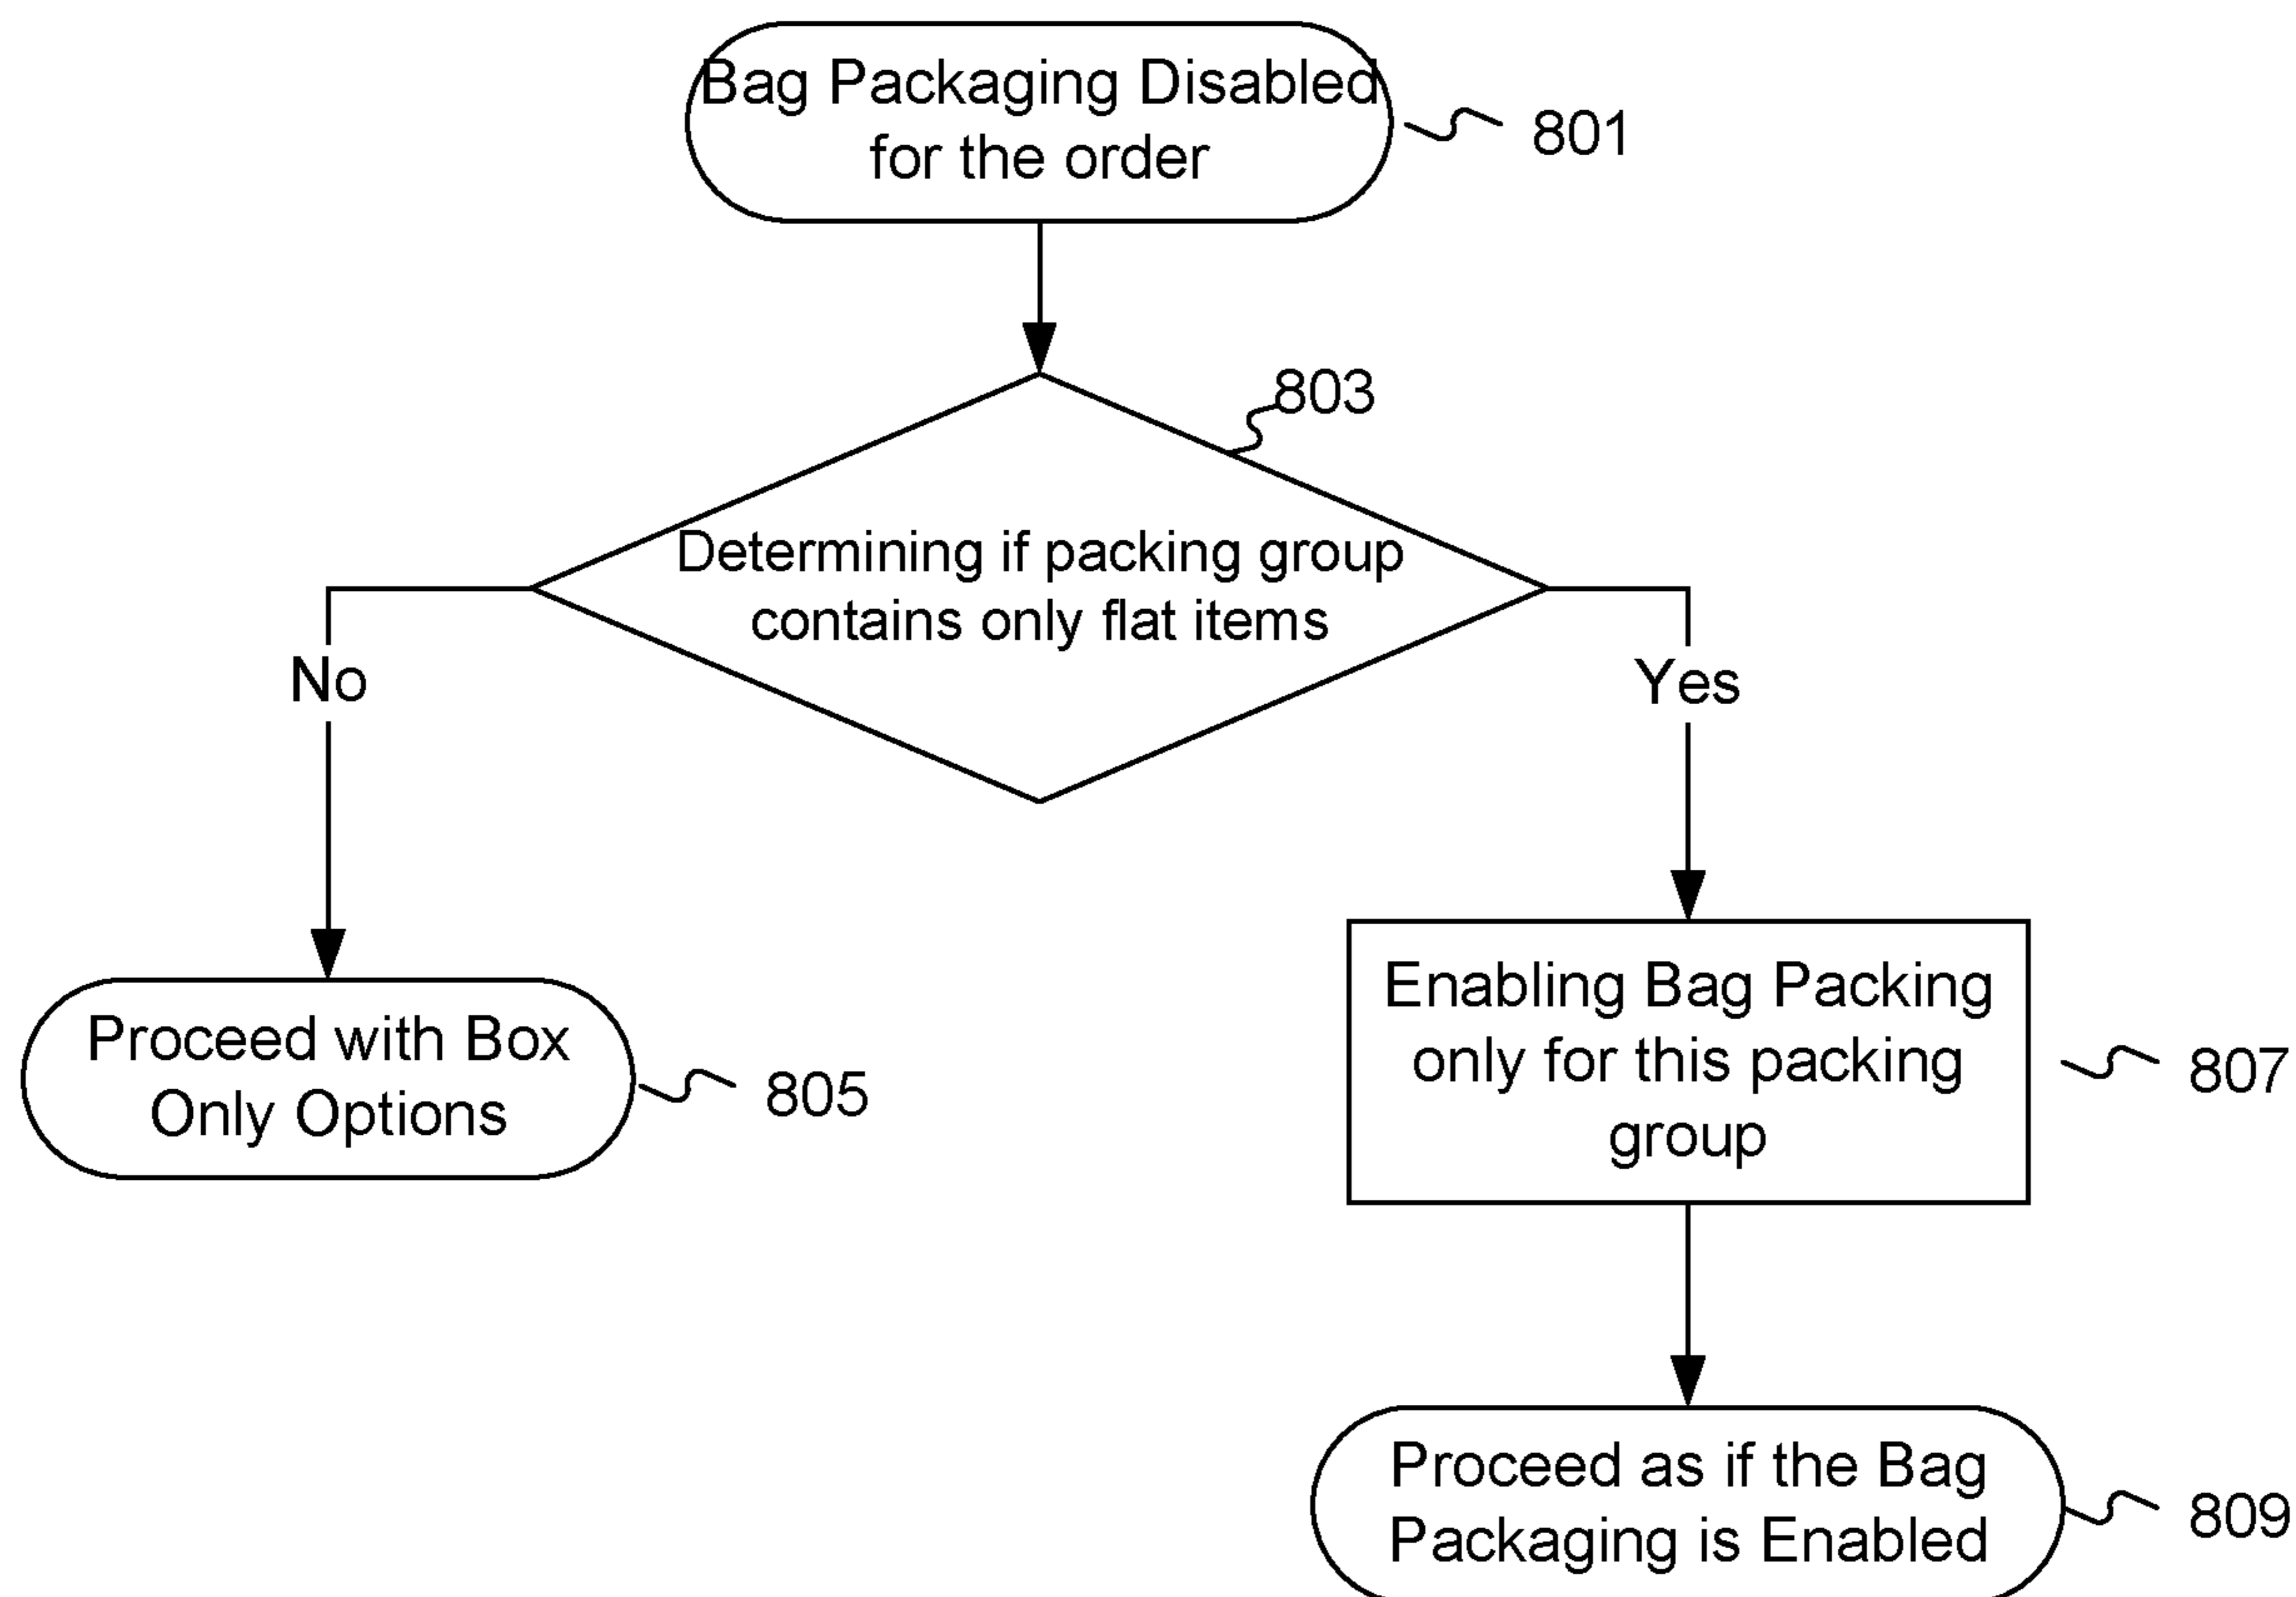 Bag Packaging Disabled
for the order
801
803
Determining if packing group
contains only flat items
No
Yes
Enabling Bag Packing
only for this packing
group
807
Proceed with Box
Only Options
805
Proceed as if the Bag
Packaging is Enabled
809